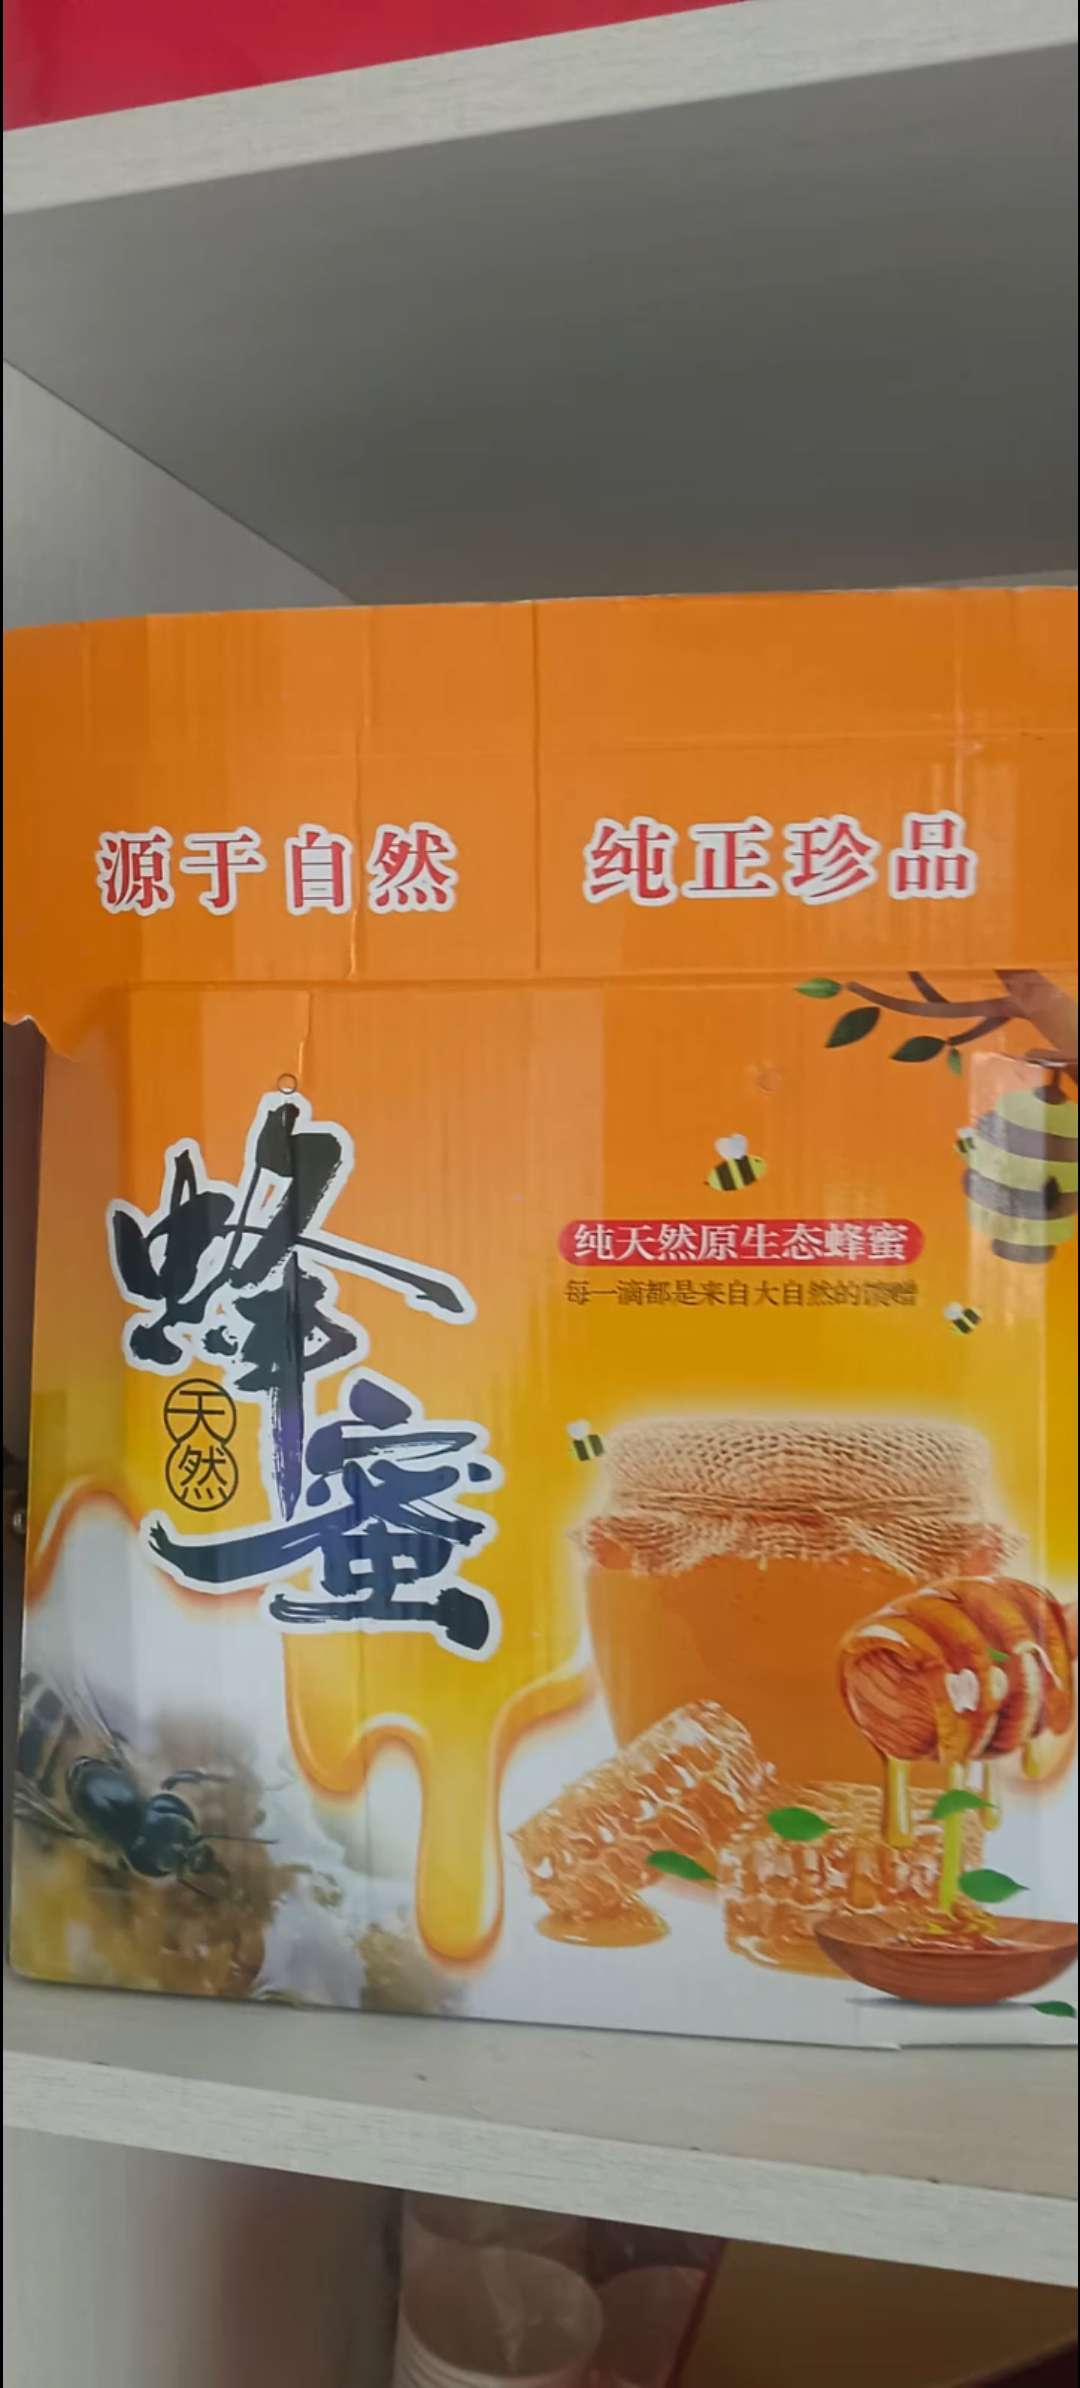 源于自然 纯正珍品
蜂蜜
天然
纯天然原生态蜂蜜
每一滴都是来自大自然的馈赠